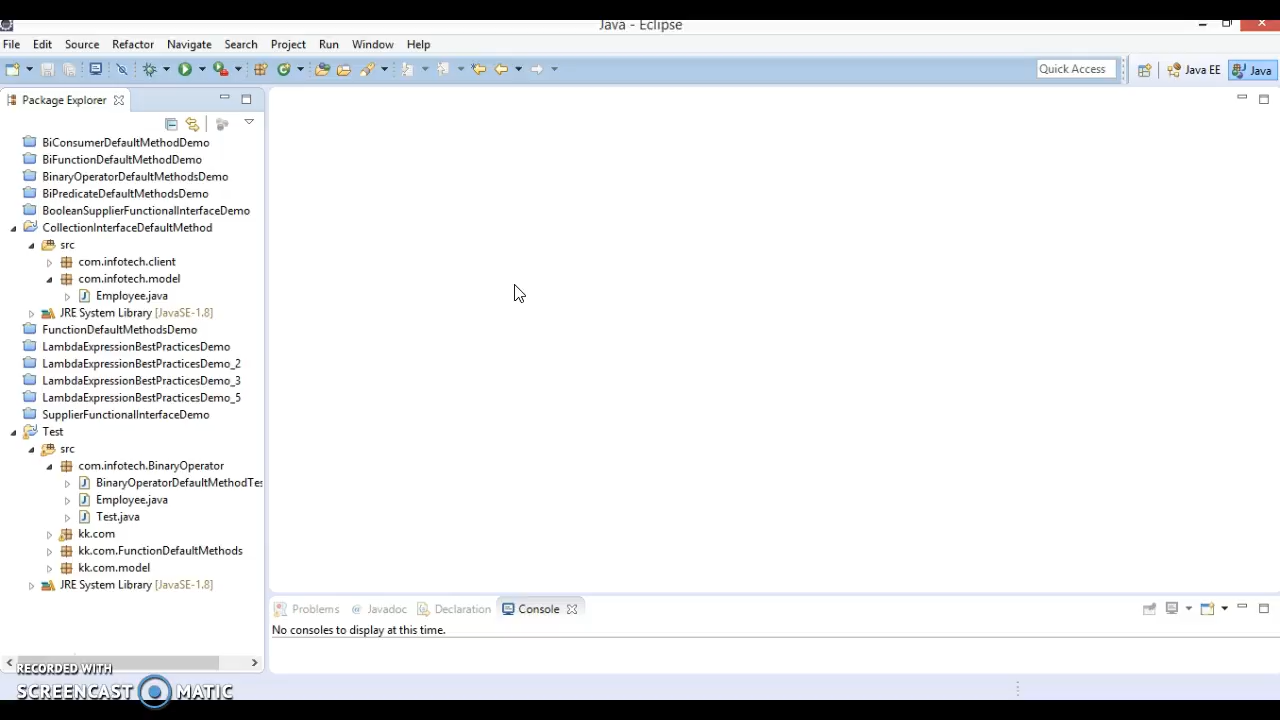 Java - Eclipse
File Edit Source Refactor Navigate Search Project Run Window Help
Quick Access Java EE Java
Package Explorer
BiConsumerDefaultMethodDemo
BiFunctionDefaultMethodDemo
BinaryOperatorDefaultMethodsDemo
BiPredicateDefaultMethodsDemo
BooleanSupplierFunctionalInterfaceDemo
CollectionInterfaceDefaultMethod
src
com.infotech.client
com.infotech.model
Employee.java
JRE System Library [JavaSE-1.8]
FunctionDefaultMethodsDemo
LambdaExpressionBestPracticesDemo
LambdaExpressionBestPracticesDemo_2
LambdaExpressionBestPracticesDemo_3
LambdaExpressionBestPracticesDemo_5
SupplierFunctionalInterfaceDemo
Test
src
com.infotech.BinaryOperator
BinaryOperatorDefaultMethodTes
Employee.java
Test.java
kk.com
kk.com.FunctionDefaultMethods
kk.com.model
JRE System Library [JavaSE-1.8]
Problems Javadoc Declaration Console
No consoles to display at this time.
RECORDED WITH
SCREENCAST MATIC